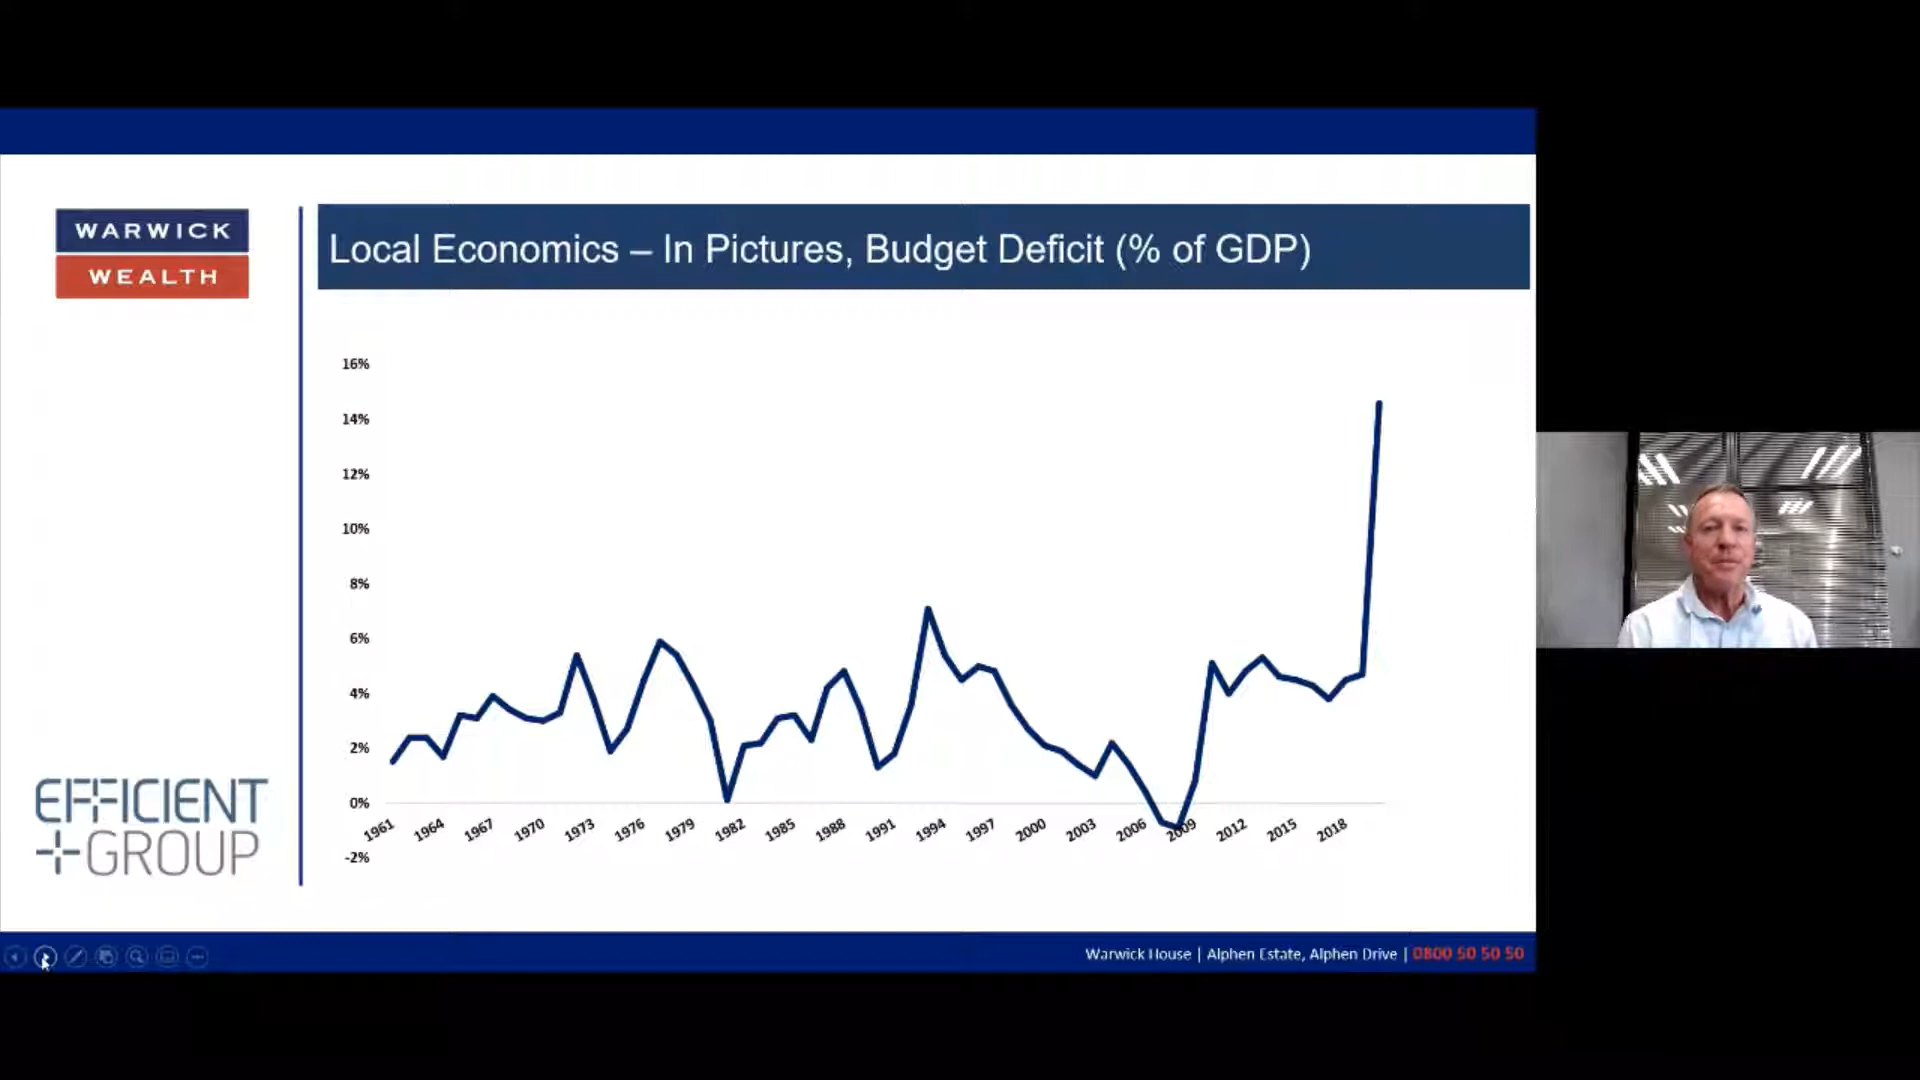 WARWICK
WEALTH
Local Economics – In Pictures, Budget Deficit (% of GDP)
16%
14%
12%
10%
8%
6%
4%
2%
0%
-2%
1961 1964 1967 1970 1973 1976 1979 1982 1985 1988 1991 1994 1997 2000 2003 2006 2009 2012 2015 2018
EFFICIENT
GROUP
Warwick House | Alphen Estate, Alphen Drive | 0800 50 50 50